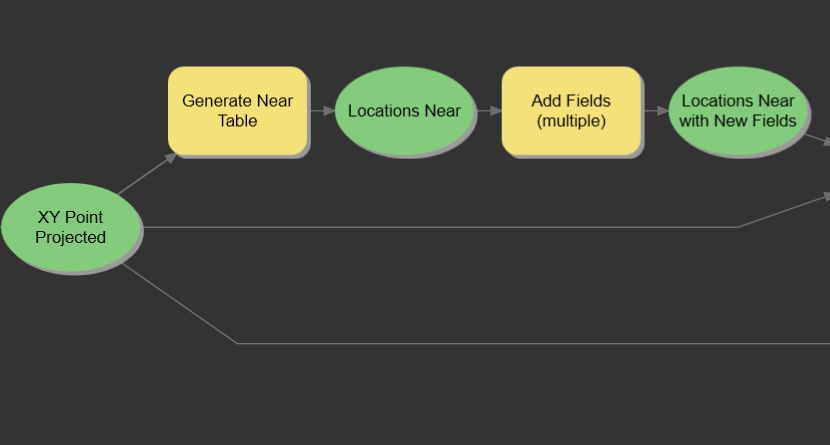 Generate Near
Table
Locations Near
Add Fields
(multiple)
Locations Near
with New Fields
XY Point
Projected